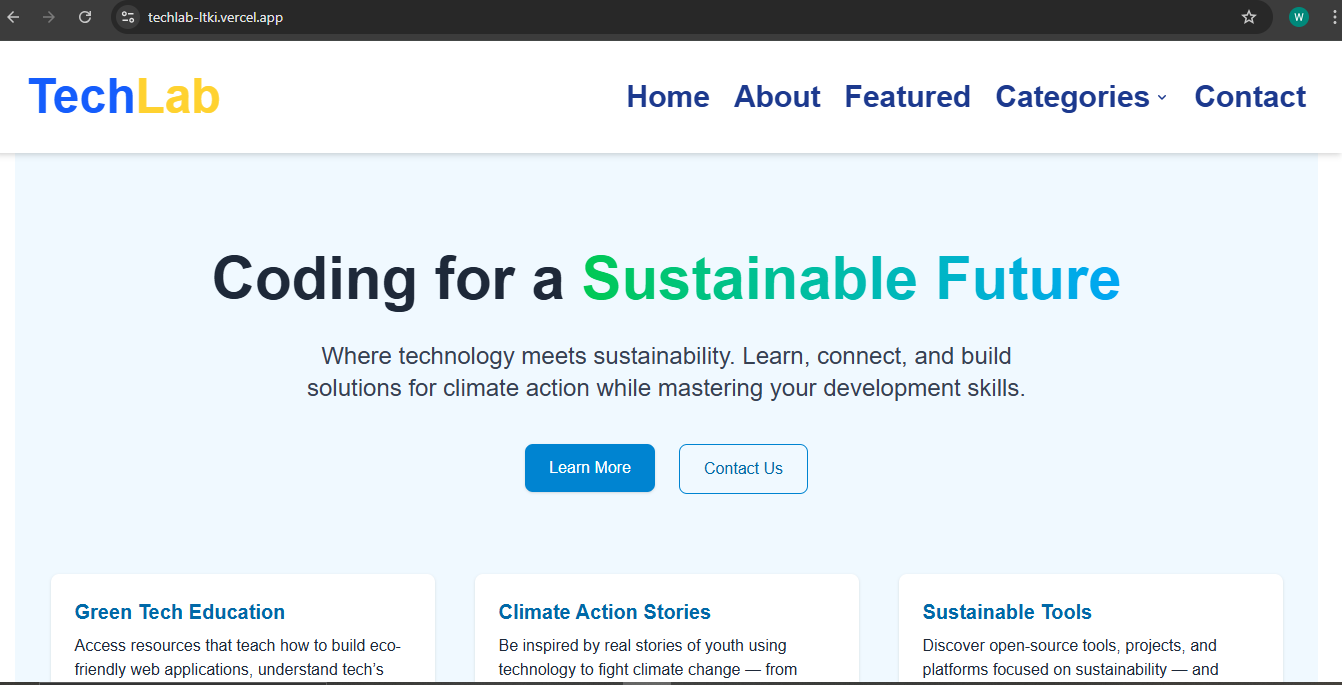 techlab-ltki.vercel.app
W
TechLab
Home About Featured Categories Contact
Coding for a Sustainable Future
Where technology meets sustainability. Learn, connect, and build
solutions for climate action while mastering your development skills.
Learn More
Contact Us
Green Tech Education
Access resources that teach how to build eco-
friendly web applications, understand tech’s
Climate Action Stories
Be inspired by real stories of youth using
technology to fight climate change — from
Sustainable Tools
Discover open-source tools, projects, and
platforms focused on sustainability — and